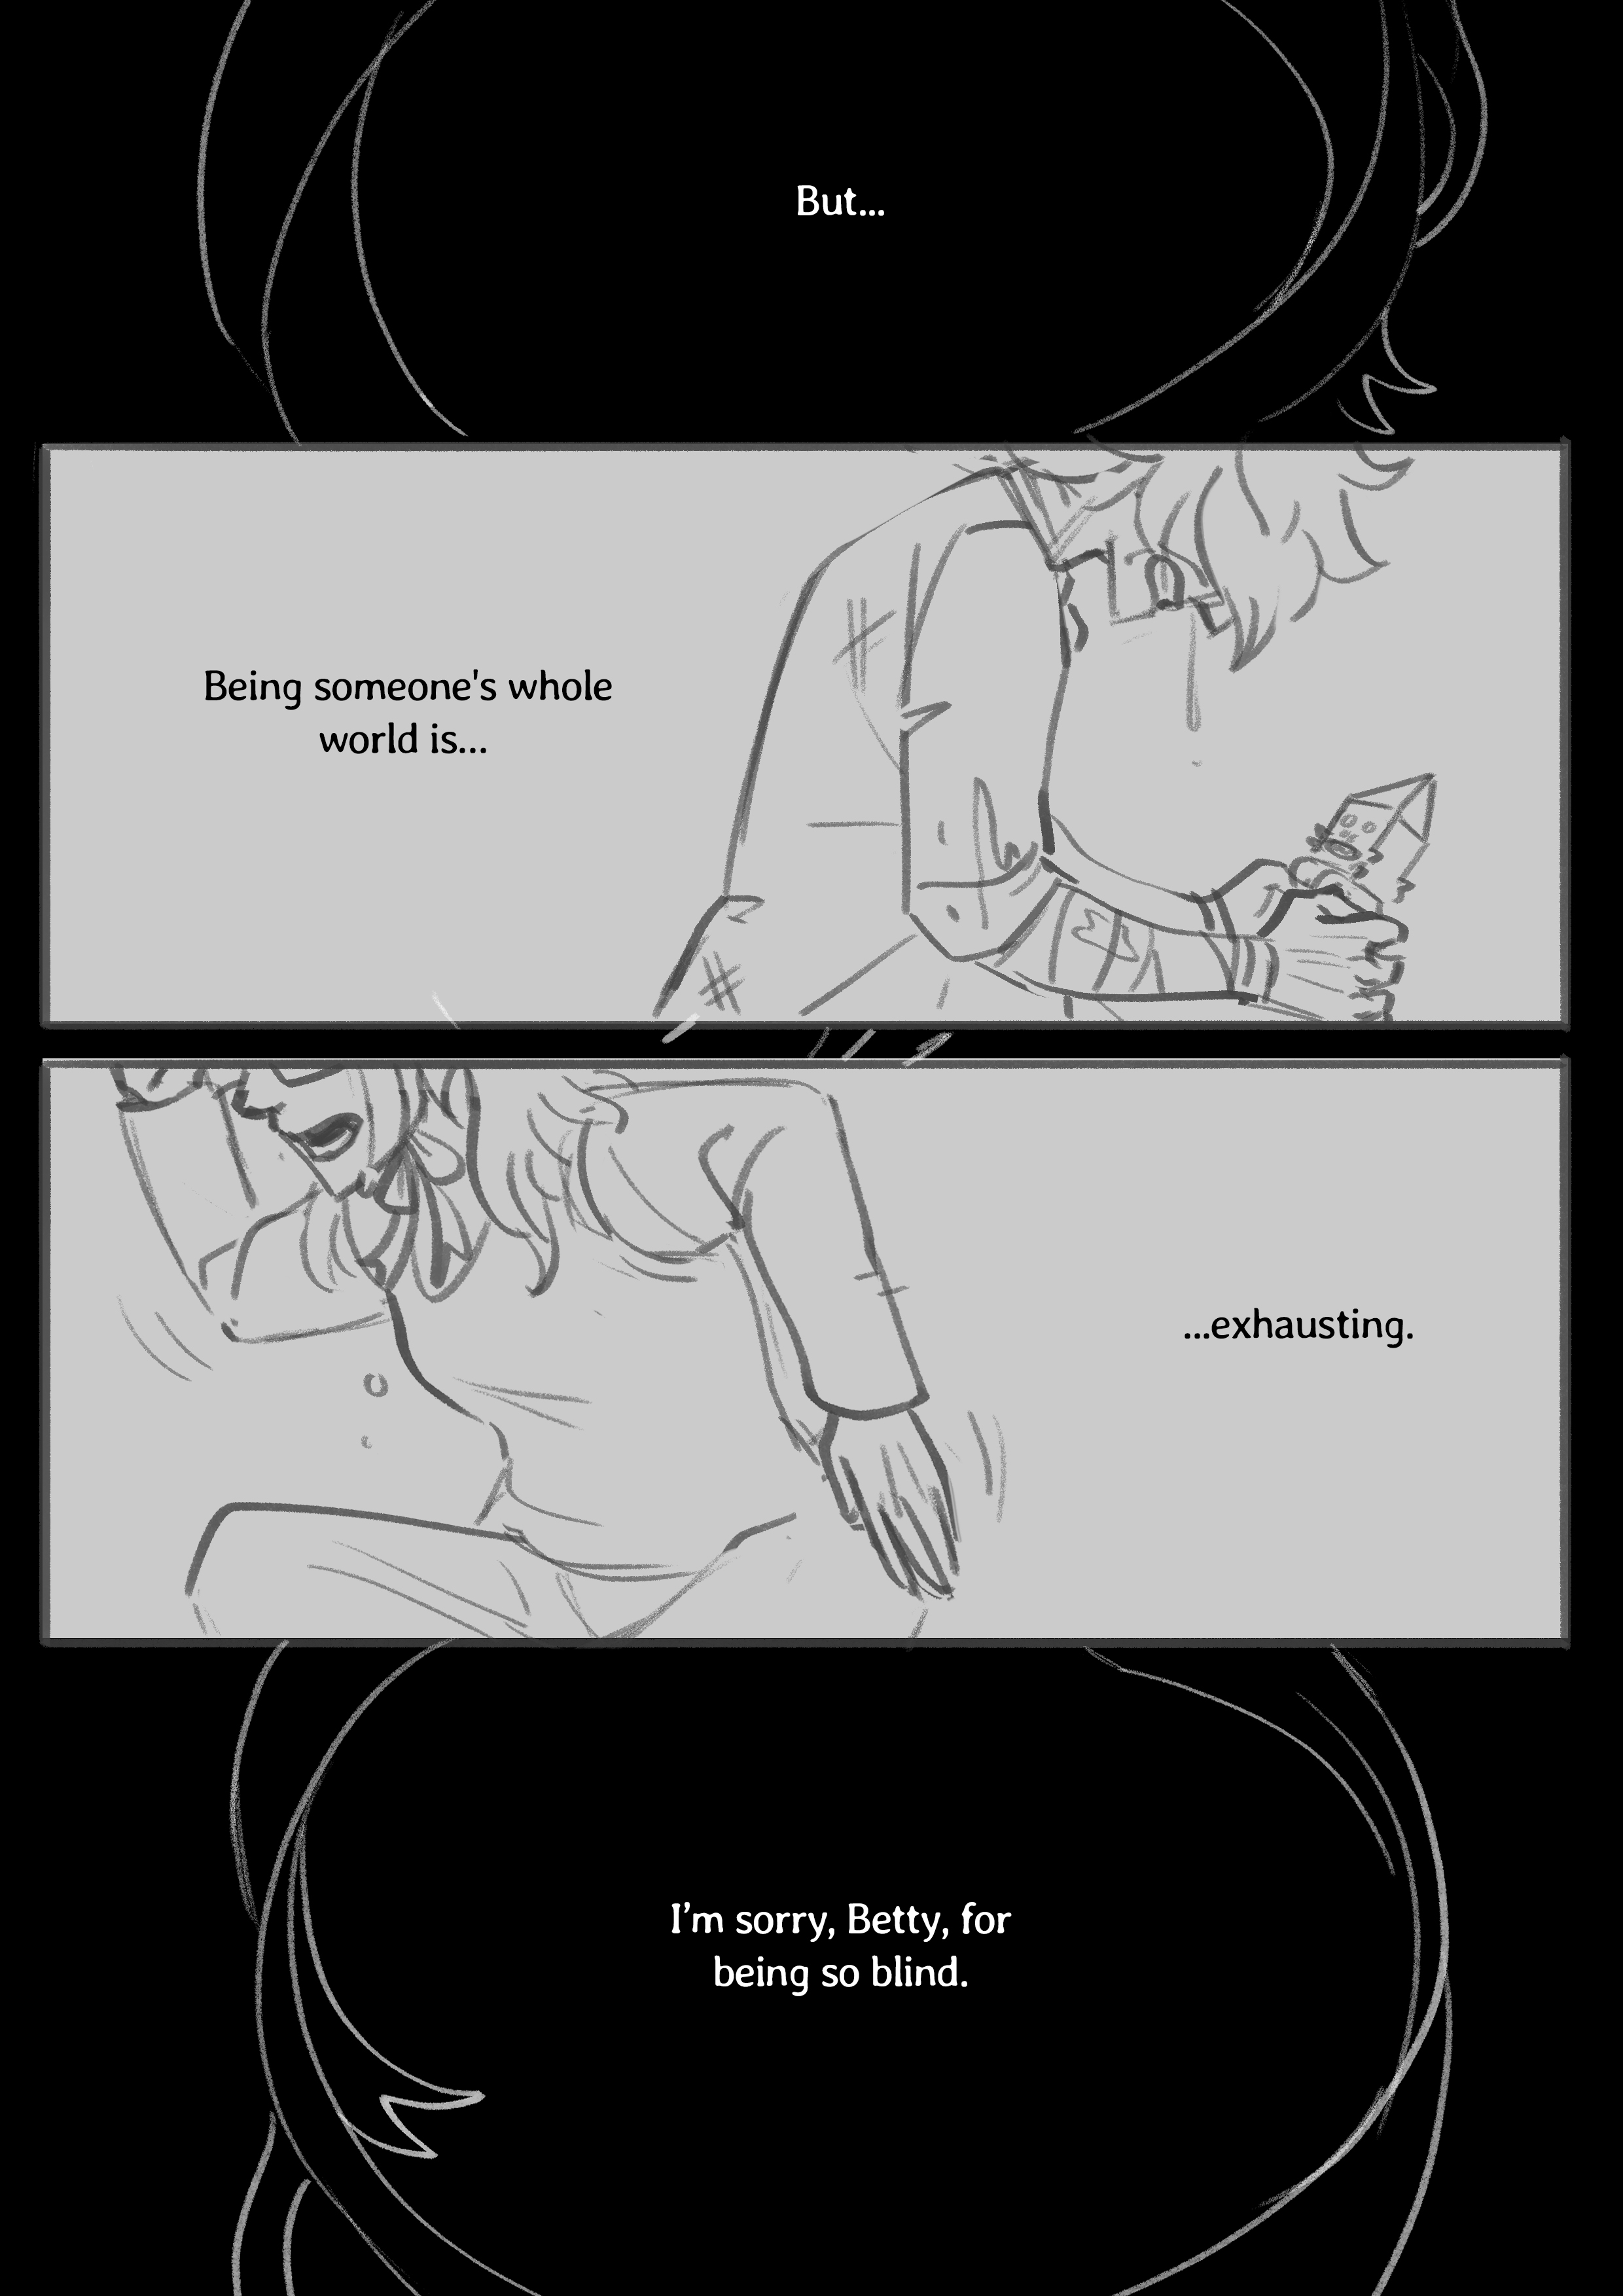 But...
Being someone's whole
world is...
...exhausting.
I’m sorry, Betty, for
being so blind.